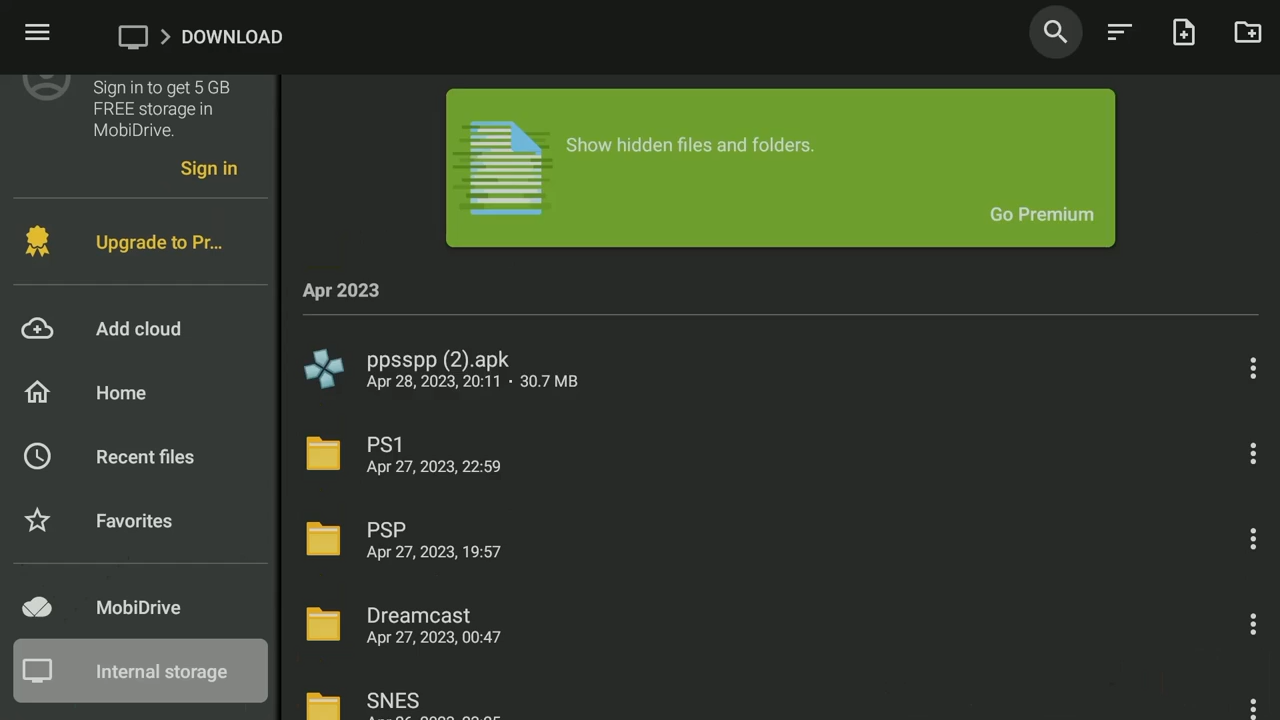 DOWNLOAD
Sign in to get 5 GB
FREE storage in
MobiDrive.
Sign in
Upgrade to Pr...
Add cloud
Home
Recent files
Favorites
MobiDrive
Internal storage
Show hidden files and folders.
Go Premium
Apr 2023
ppsspp (2).apk
Apr 28, 2023, 20:11 · 30.7 MB
PS1
Apr 27, 2023, 22:59
PSP
Apr 27, 2023, 19:57
Dreamcast
Apr 27, 2023, 00:47
SNES